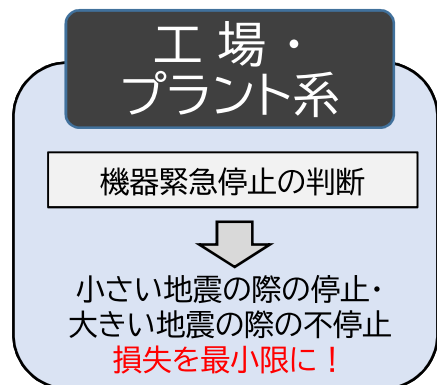 工 場 ・
プラント系
機器緊急停止の判断
小さい地震の際の停止・
大きい地震の際の不停止
損失を最小限に！